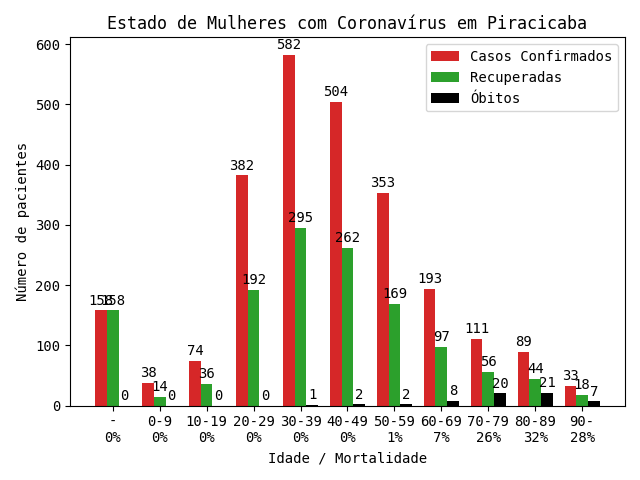 Estado de Mulheres com Coronavírus em Piracicaba
Casos Confirmados
Recuperadas
Óbitos
Número de pacientes
600
500
400
300
200
100
0
158 158 0
38 14 0
74 36 0
382 192 0
582 295 1
504 262 2
353 169 2
193 97 8
111 56 20
89 44 21
33 18 7
- 0-9 10-19 20-29 30-39 40-49 50-59 60-69 70-79 80-89 90-
0% 0% 0% 0% 0% 0% 1% 7% 26% 32% 28%
Idade / Mortalidade